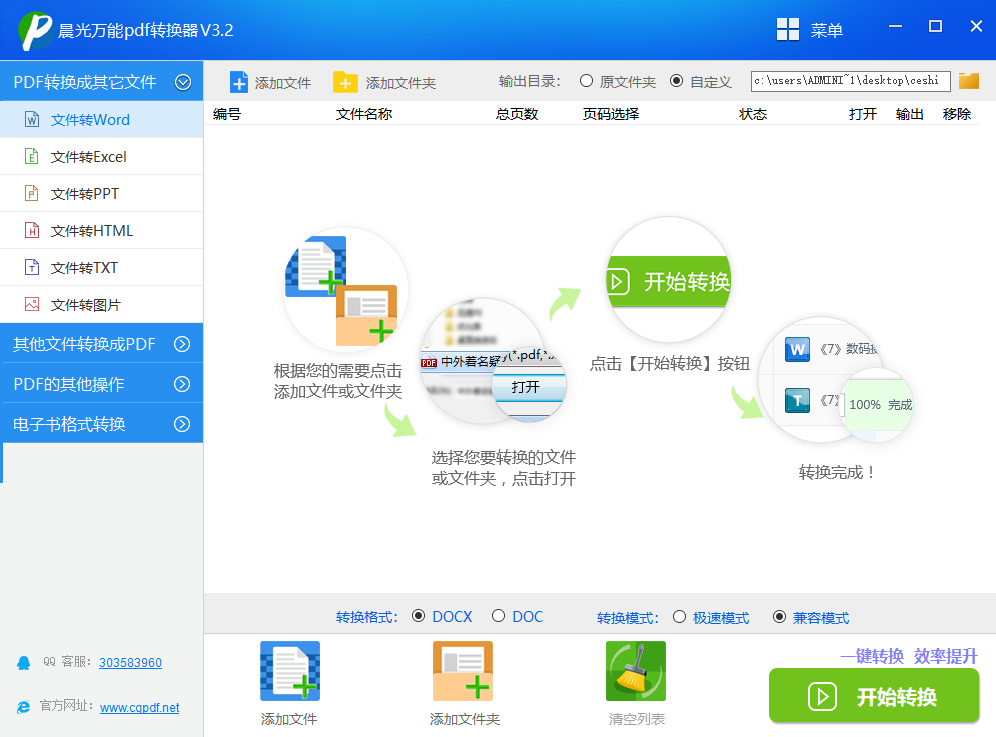 晨光万能pdf转换器V3.2
菜单
PDF转换成其它文件
添加文件
添加文件夹
输出目录:
原文件夹
自定义
c:\users\ADMINI~1\desktop\ceshi
编号
文件名称
总页数
页码选择
状态
打开
输出
移除
文件转Word
文件转Excel
文件转PPT
文件转HTML
文件转TXT
文件转图片
其他文件转换成PDF
PDF的其他操作
电子书格式转换
根据您的需要点击
添加文件或文件夹
PDF 中外着名疑
*.pdf,*.
打开
选择您要转换的文件
或文件夹，点击打开
开始转换
点击【开始转换】按钮
W 《7》数码
T 《7》
100% 完成
转换完成！
转换格式:
DOCX
DOC
转换模式:
极速模式
兼容模式
QQ 客服: 303583960
官方网址: www.cgpdf.net
添加文件
添加文件夹
清空列表
一键转换 效率提升
开始转换